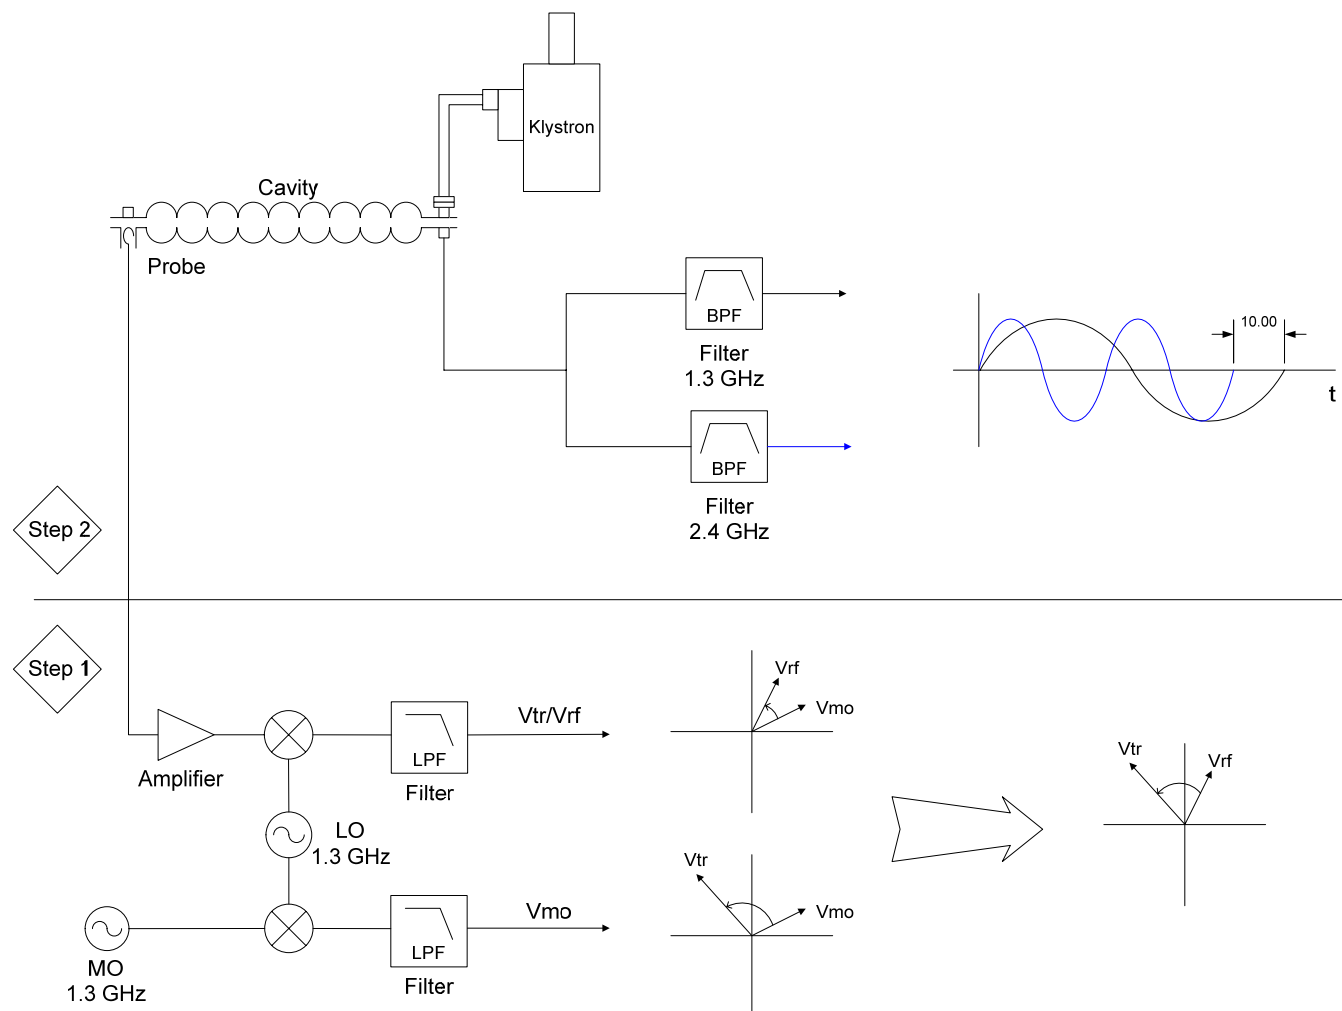 Klystron
Cavity
Probe
BPF
Filter
1.3 GHz
10.00
t
BPF
Filter
2.4 GHz
Step 2
Step 1
Vtr/Vrf
LPF
Filter
Amplifier
LO
1.3 GHz
Vmo
LPF
Filter
MO
1.3 GHz
Vrf
Vmo
Vtr
Vmo
Vtr
Vrf